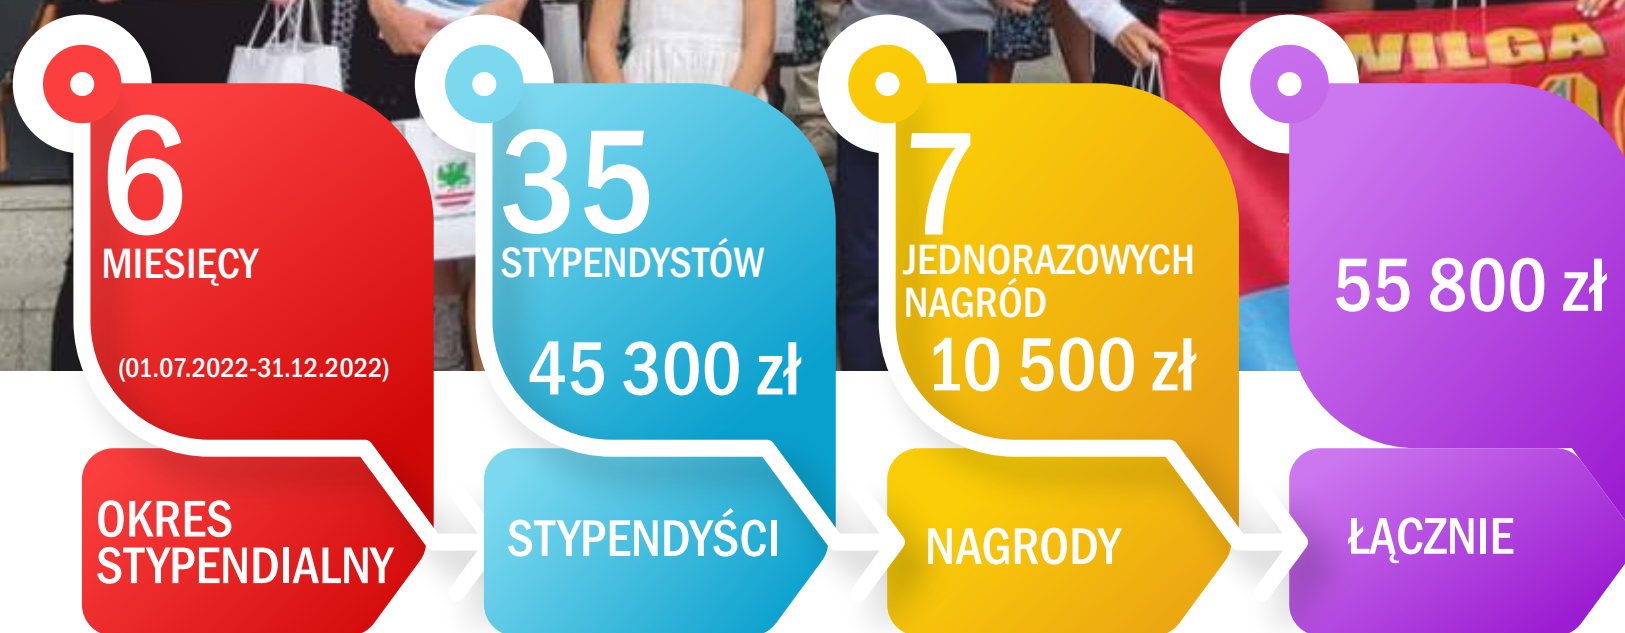 WILGA
6
MIESIĘCY
(01.07.2022-31.12.2022)
OKRES
STYPENDIALNY
35
STYPENDYSTÓW
45 300 zł
STYPENDYŚCI
7
JEDNORAZOWYCH
NAGRÓD
10 500 zł
NAGRODY
55 800 zł
ŁĄCZNIE